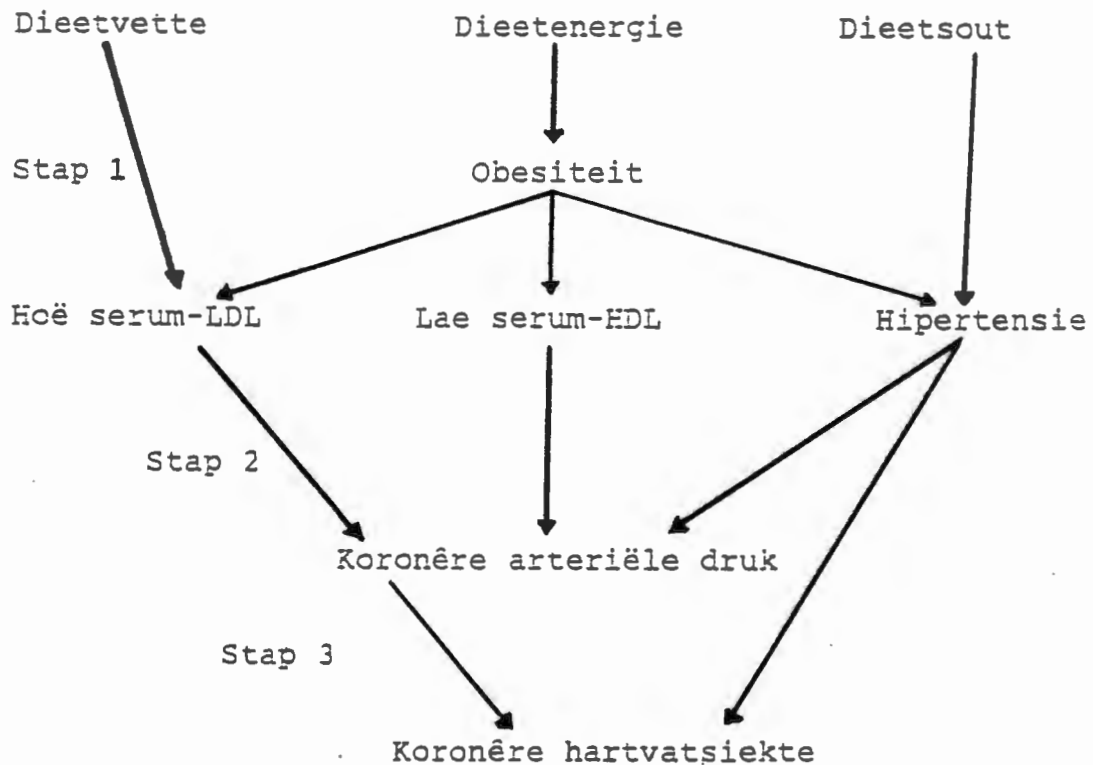 Dieetvette Dieetenergie Dieetsout
Stap 1
Obesiteit
Hoë serum-LDL Lae serum-HDL Hipertensie
Stap 2
Koronêre arteriële druk
Stap 3
Koronêre hartvatsiekte